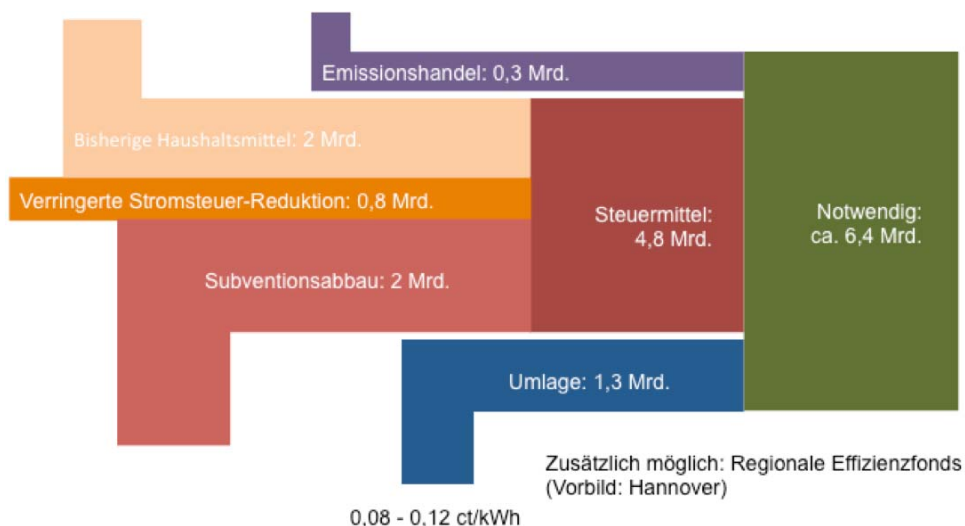 Emissionshandel: 0,3 Mrd.
Bisherige Haushaltsmittel: 2 Mrd.
Verringerte Stromsteuer-Reduktion: 0,8 Mrd.
Subventionsabbau: 2 Mrd.
Steuermittel:
4,8 Mrd.
Notwendig:
ca. 6,4 Mrd.
Umlage: 1,3 Mrd.
Zusätzlich möglich: Regionale Effizienzfonds
(Vorbild: Hannover)
0,08 - 0,12 ct/kWh